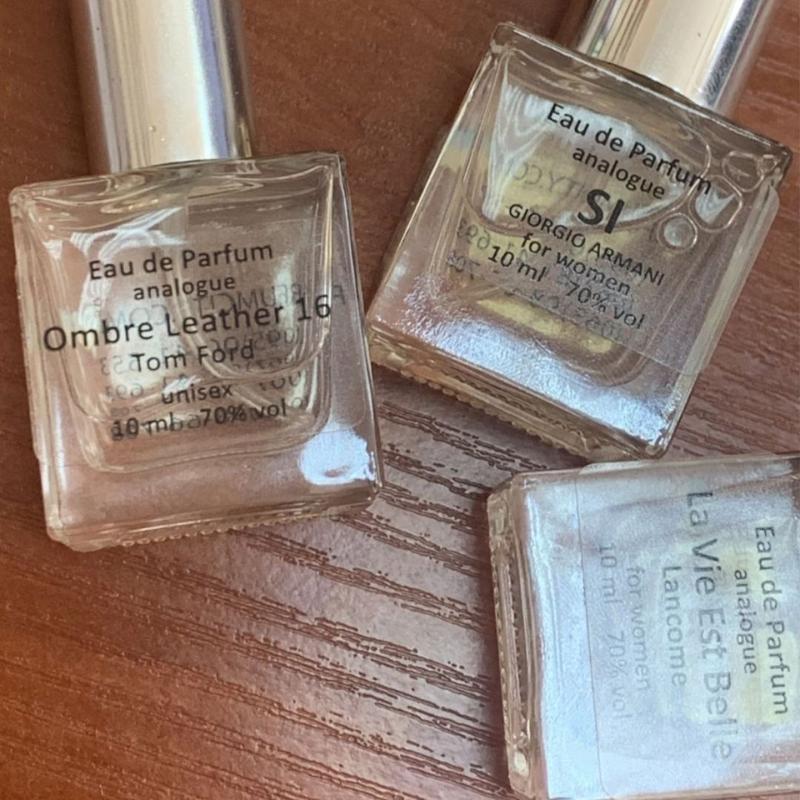 Eau de Parfum
analogue
Ombre Leather 16
Tom Ford
unisex
10 ml 70% vol
Eau de Parfum
analogue
SI
GIORGIO ARMANI
for women
10 ml 70% vol
Eau de Parfum
analogue
La Vie Est Belle
Lancome
for women
10 ml 70% vol